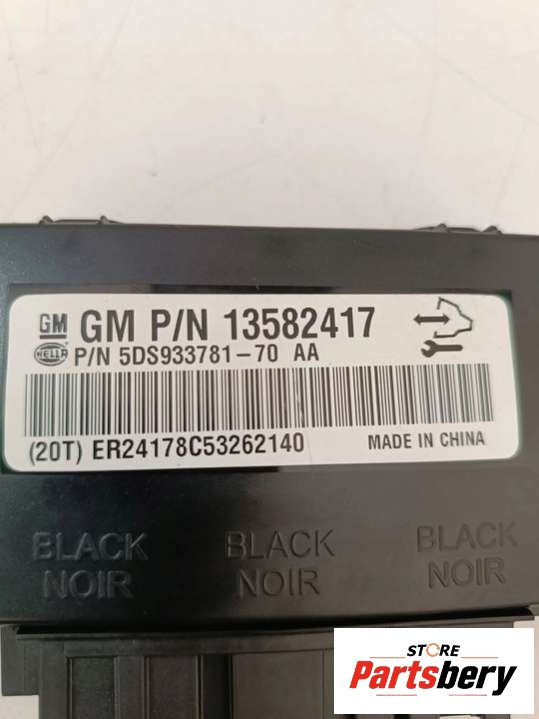 GM GM P/N 13582417
HELLA P/N 5DS933781-70 AA
(20T) ER24178C53262140 MADE IN CHINA
BLACK BLACK BLACK
NOIR NOIR NOIR
STORE
Partsbery